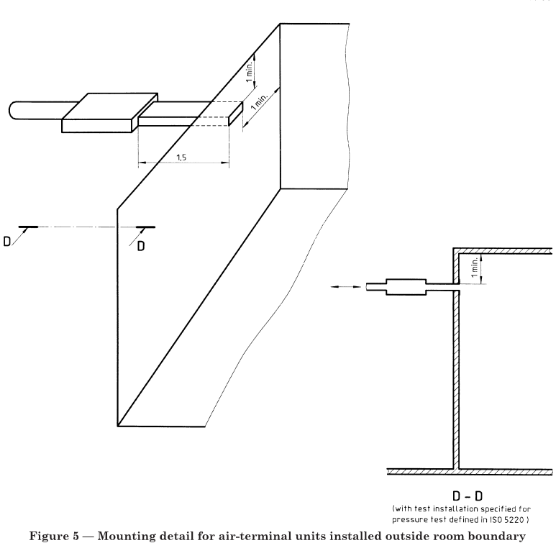 1 min.
1 min.
1,5
D
D
1 min.
D – D
(with test installation specified for
pressure test defined in ISO 5220 )
Figure 5 — Mounting detail for air-terminal units installed outside room boundary